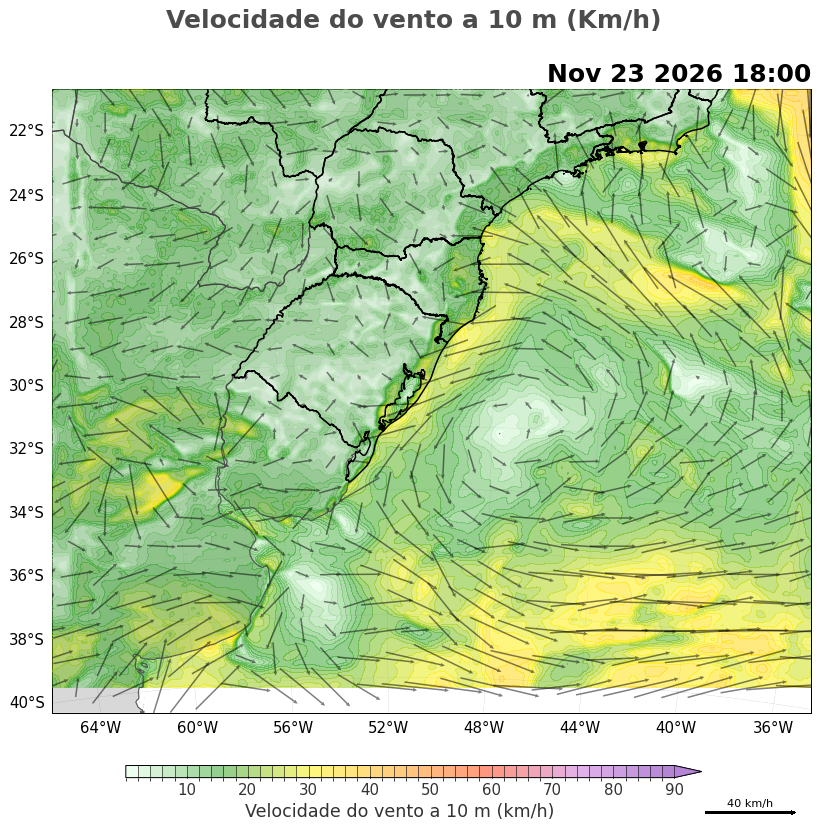 Velocidade do vento a 10 m (Km/h)
Nov 23 2026 18:00
22°S
24°S
26°S
28°S
30°S
32°S
34°S
36°S
38°S
40°S
64°W 60°W 56°W 52°W 48°W 44°W 40°W 36°W
10 20 30 40 50 60 70 80 90
Velocidade do vento a 10 m (km/h)
40 km/h